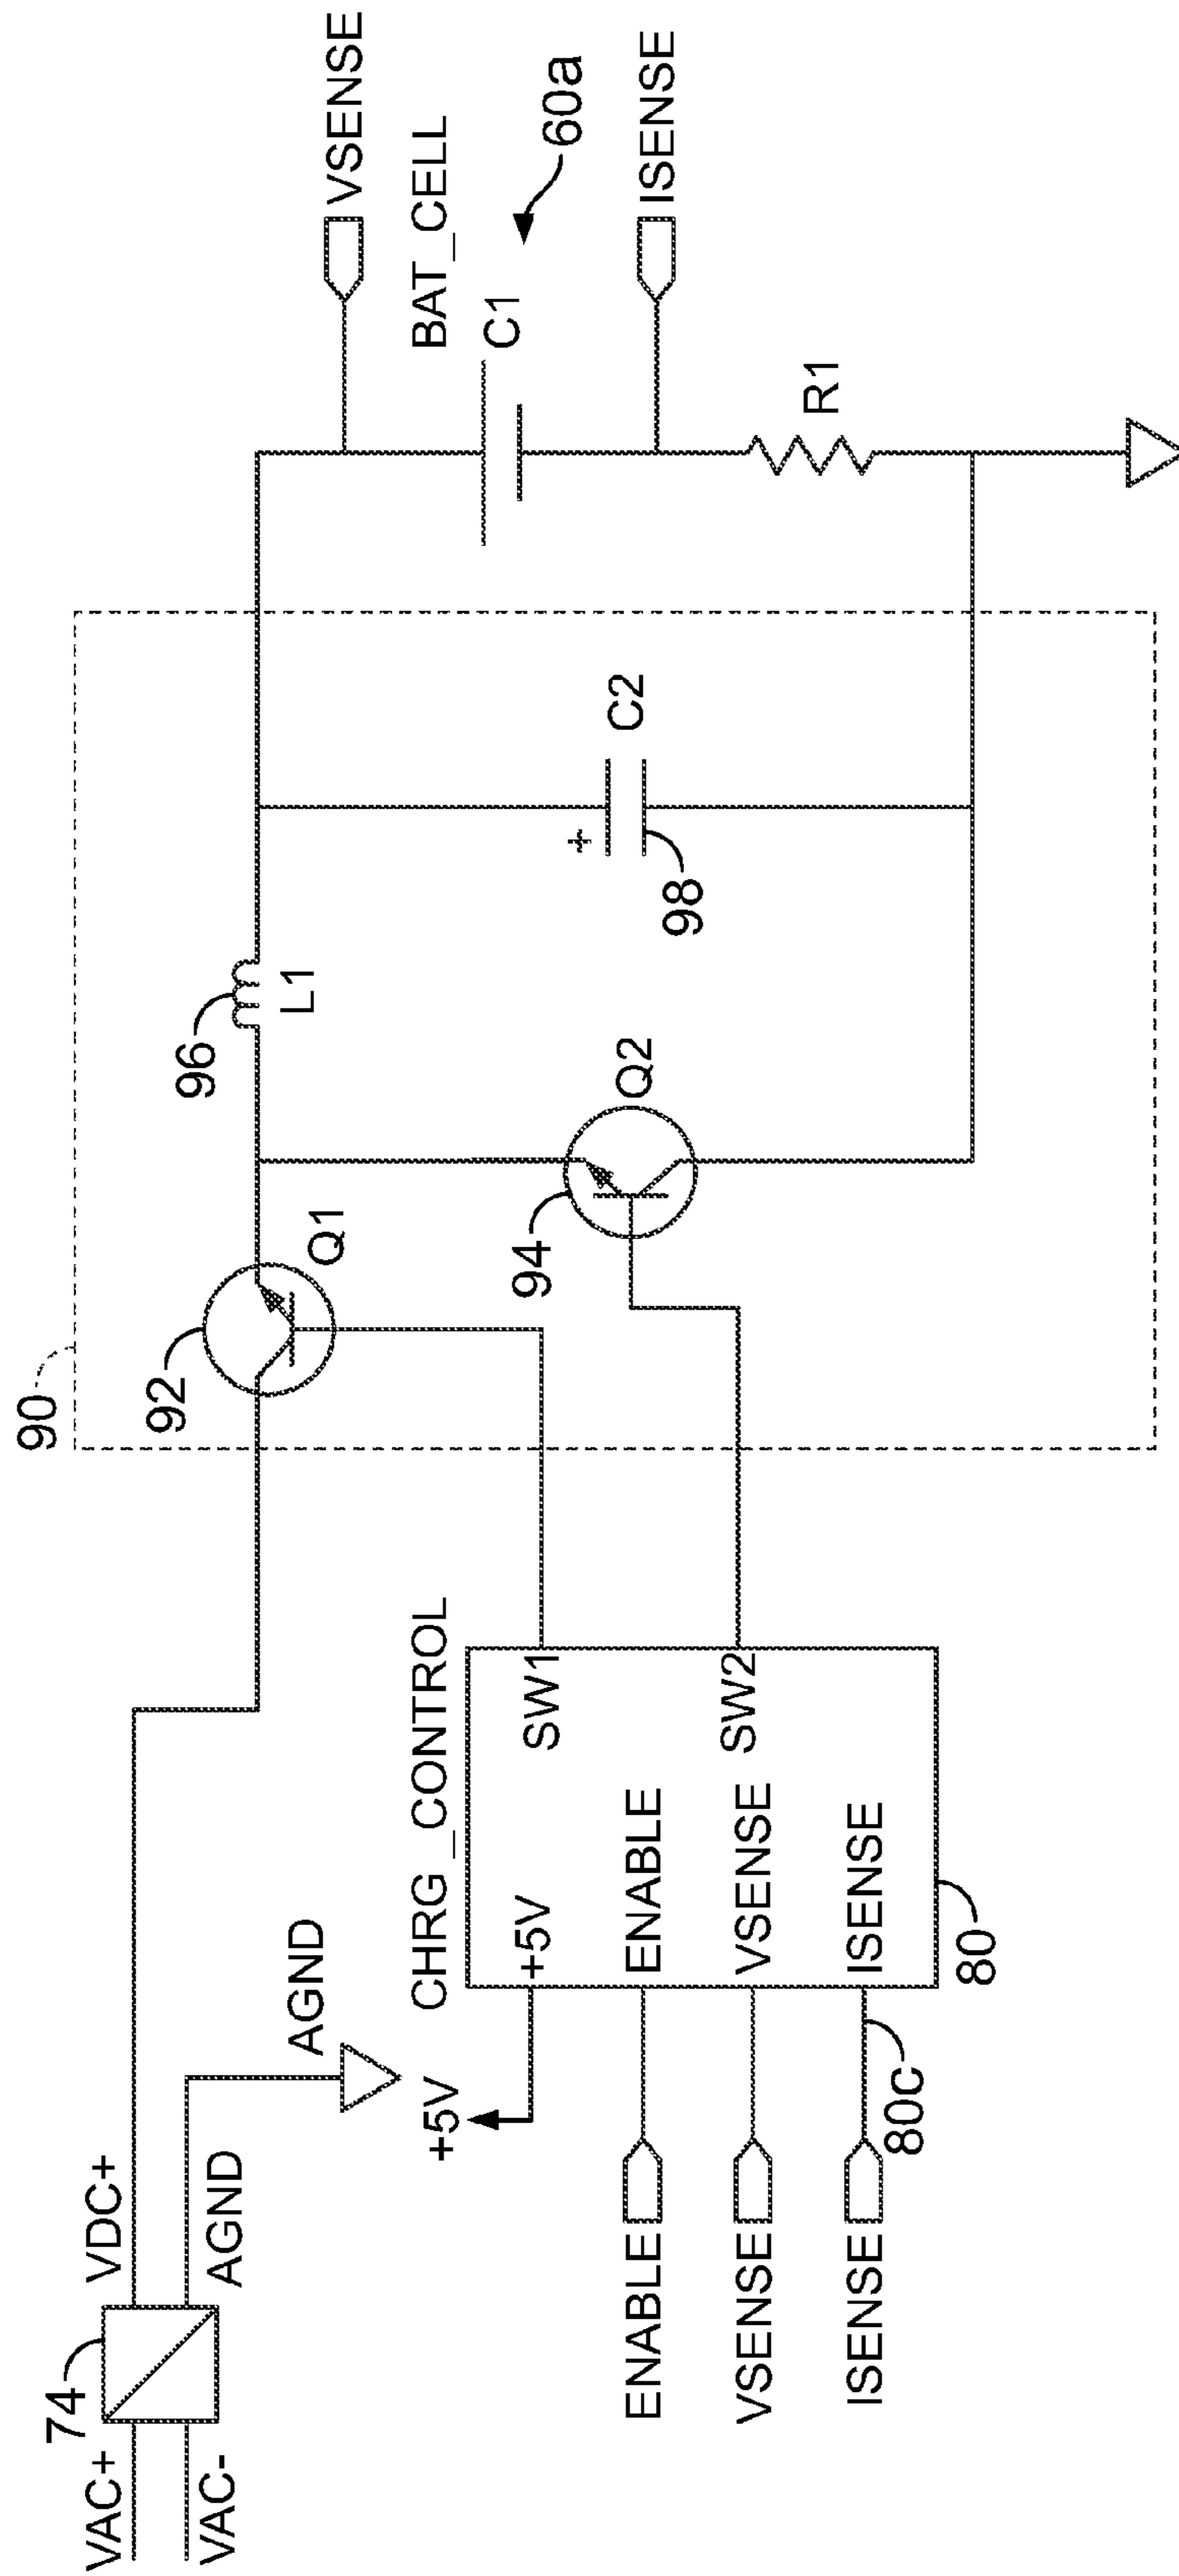 VAC+
VAC-
74
VDC+
AGND
AGND
+5V
CHRG_CONTROL
+5V
ENABLE
VSENSE
ISENSE
SW1
SW2
ENABLE
VSENSE
ISENSE
80c
80
90
92
Q1
94
Q2
96
L1
+
C2
98
VSENSE
BAT_CELL
C1
60a
ISENSE
R1